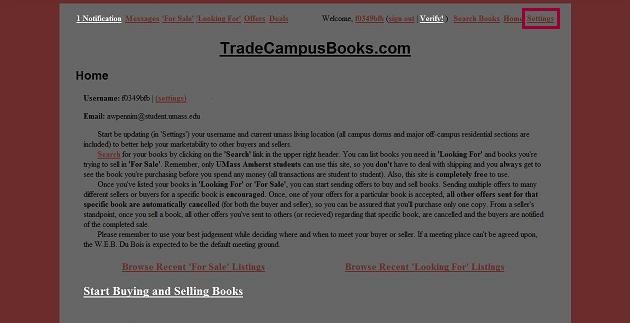 1 Notification Messages 'For Sale' 'Looking For' Offers Deals Welcome, f0349bfb (sign out | Verify!) Search Books Home Settings
TradeCampusBooks.com
Home
Username: f0349bfb | (settings)
Email: awpennim@student.umass.edu
Start be updating (in 'Settings') your username and current umass living location (all campus dorms and major off-campus residential sections are
included) to better help your marketability to other buyers and sellers.
Search for your books by clicking on the 'Search' link in the upper right header. You can list books you need in 'Looking For' and books you're
trying to sell in 'For Sale'. Remember, only UMass Amherst students can use this site, so you don't have to deal with shipping and you always get to
see the book you're purchasing before you spend any money (all transactions are student to student). Also, this site is completely free to use.
Once you've listed your books in 'Looking For' or 'For Sale', you can start sending offers to buy and sell books. Sending multiple offers to many
different sellers or buyers for a specific book is encouraged. Once, one of your offers for a particular book is accepted, all other offers sent for that
specific book are automatically cancelled (for both the buyer and seller), so you can be assured that you'll purchase only one copy. From a seller's
standpoint, once you sell a book, all other offers you've sent to others (or recieved) regarding that specific book, are cancelled and the buyers are notified
of the completed sale.
Please remember to use your best judgement while deciding where and when to meet your buyer or seller. If a meeting place can't be agreed upon,
the W.E.B. Du Bois is expected to be the default meeting ground.
Browse Recent 'For Sale' Listings Browse Recent 'Looking For' Listings
Start Buying and Selling Books